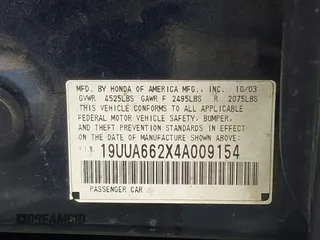 MFD. BY HONDA OF AMERICA MFG., INC. 10/03
GVWR 4525LBS GAWR F 2495LBS R 2075LBS
THIS VEHICLE CONFORMS TO ALL APPLICABLE
FEDERAL MOTOR VEHICLE SAFETY, BUMPER,
AND THEFT PREVENTION STANDARDS IN EFFECT
ON THE DATE OF MANUFACTURE SHOWN ABOVE.
V.I.N. 19UUA662X4A009154
PASSENGER CAR
DREAMBID